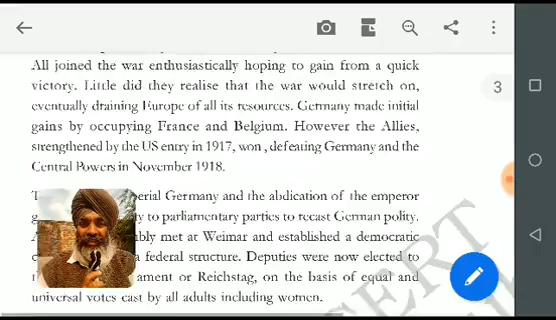 All joined the war enthusiastically hoping to gain from a quick
victory. Little did they realise that the war would stretch on,
eventually draining Europe of all its resources. Germany made initial
gains by occupying France and Belgium. However the Allies,
strengthened by the US entry in 1917, won , defeating Germany and the
Central Powers in November 1918.
3
erial Germany and the abdication of the emperor
to parliamentary parties to recast German polity.
met at Weimar and established a democratic
a federal structure. Deputies were now elected to
or Reichstag, on the basis of equal and
universal votes cast by all adults including women.